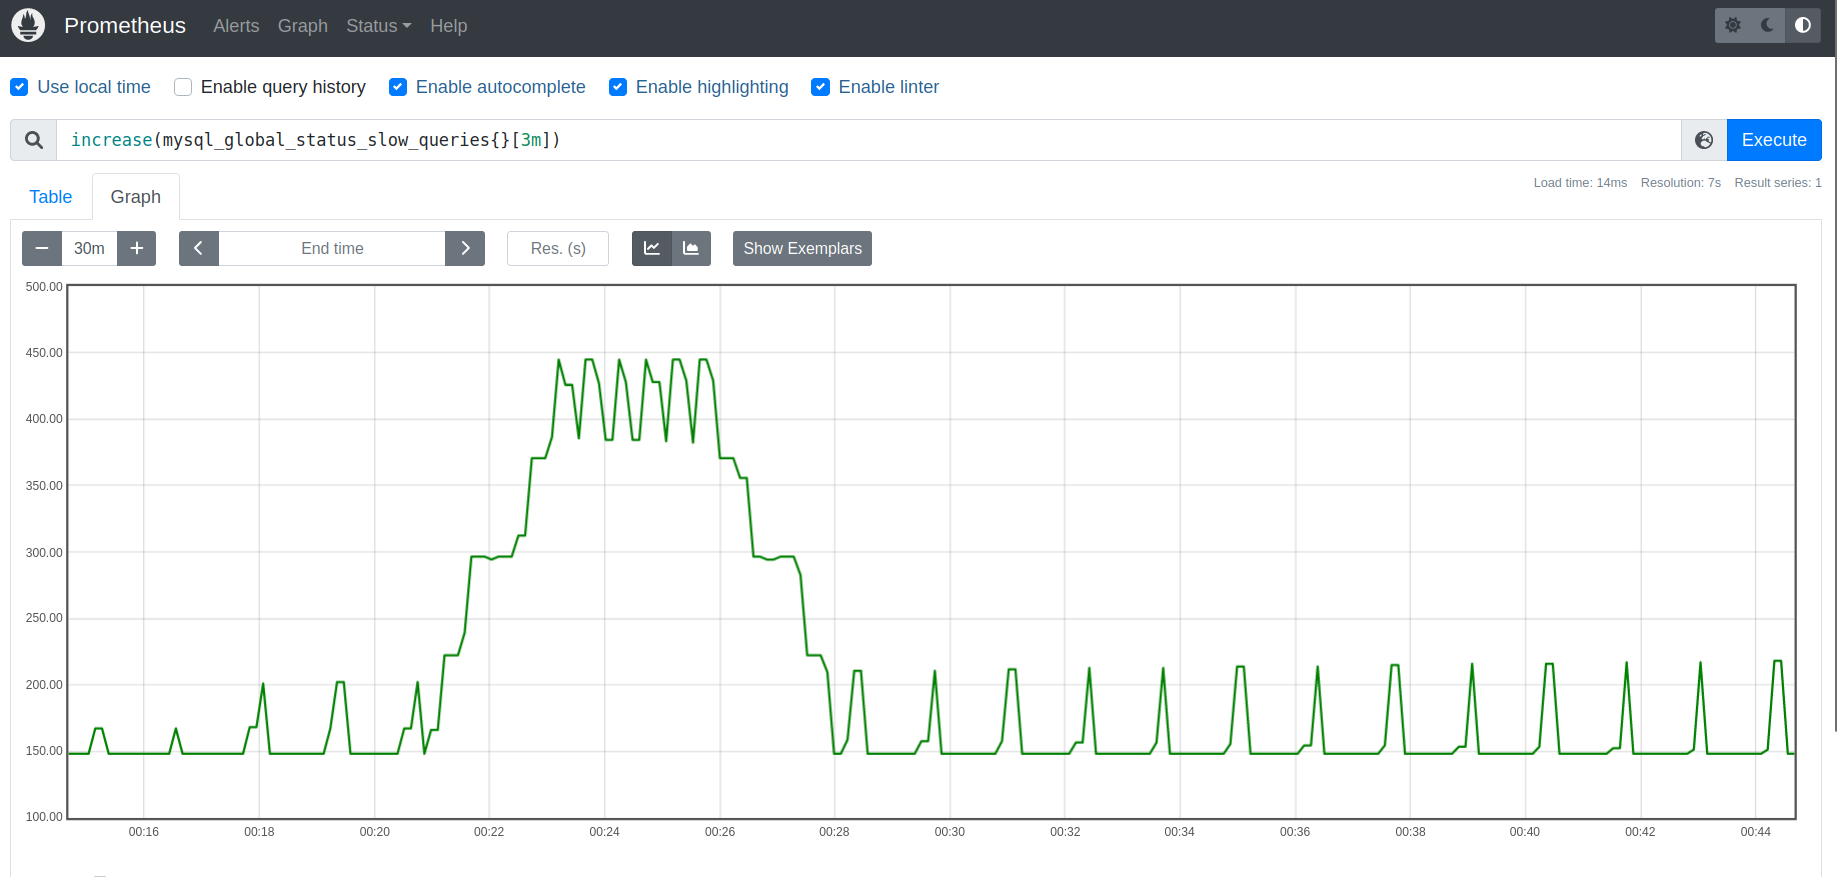 Prometheus Alerts Graph Status Help
Use local time Enable query history Enable autocomplete Enable highlighting Enable linter
increase(mysql_global_status_slow_queries{}[3m]) Execute
Table Graph Load time: 14ms Resolution: 7s Result series: 1
30m End time Res. (s) Show Exemplars
500.00
450.00
400.00
350.00
300.00
250.00
200.00
150.00
100.00
00:16 00:18 00:20 00:22 00:24 00:26 00:28 00:30 00:32 00:34 00:36 00:38 00:40 00:42 00:44